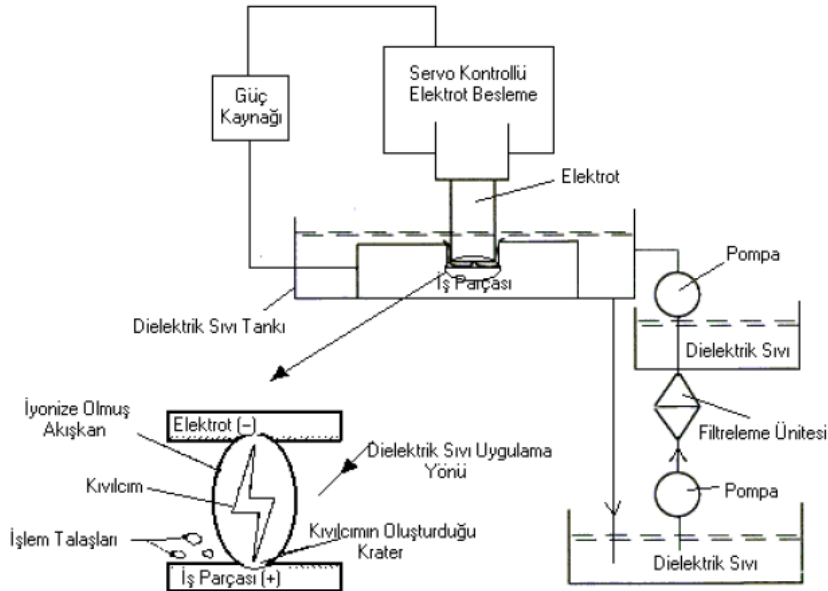 Servo Kontrollü
Elektrot Besleme
Güç
Kaynağı
Elektrot
Pompa
İş Parçası
Dielektrik Sıvı Tankı
Dielektrik Sıvı
İyonize Olmuş
Akışkan
Elektrot (-)
Filtreleme Ünitesi
Dielektrik Sıvı Uygulama
Yönü
Kıvılcım
Pompa
İşlem Talaşları
Kıvılcımın Oluşturduğu
Krater
Dielektrik Sıvı
İş Parçası (+)